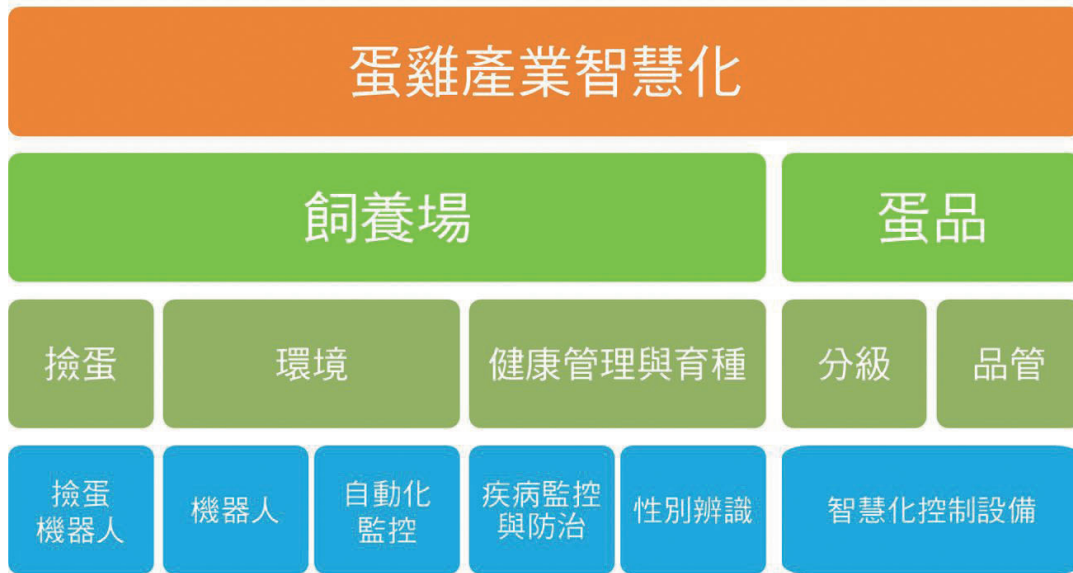 蛋雞產業智慧化
飼養場
蛋品
撿蛋
環境
健康管理與育種
分級
品管
撿蛋
機器人
機器人
自動化
監控
疾病監控
與防治
性別辨識
智慧化控制設備